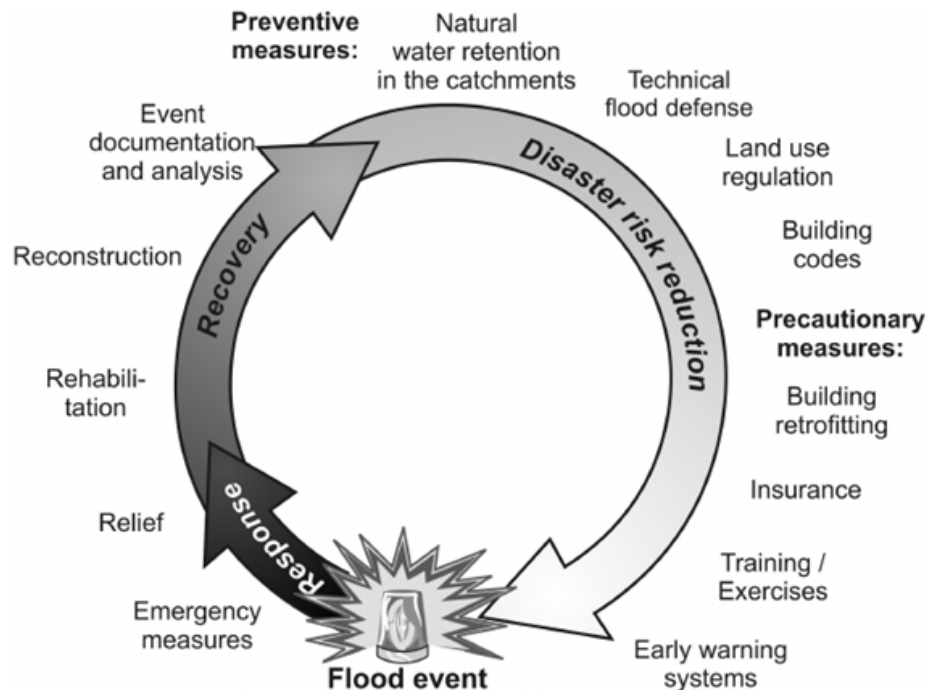 Preventive
measures:
Natural
water retention
in the catchments
Technical
flood defense
Land use
regulation
Building
codes
Precautionary
measures:
Building
retrofitting
Insurance
Training /
Exercises
Early warning
systems
Disaster risk reduction
Flood event
Response
Emergency
measures
Relief
Recovery
Rehabili-
tation
Reconstruction
Event
documentation
and analysis